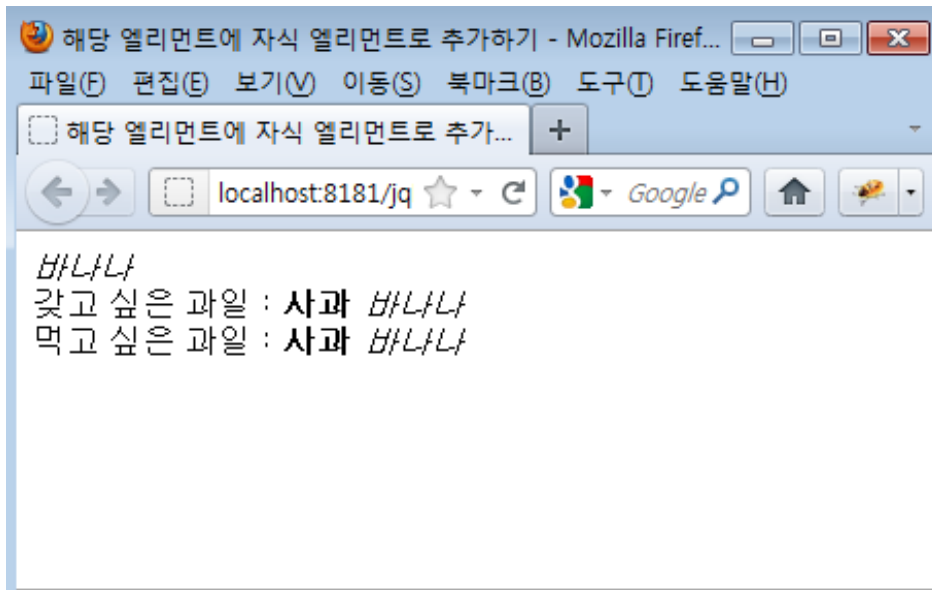 해당 엘리먼트에 자식 엘리먼트로 추가하기 - Mozilla Firef...
파일(F) 편집(E) 보기(V) 이동(S) 북마크(B) 도구(T) 도움말(H)
해당 엘리먼트에 자식 엘리먼트로 추가...
localhost:8181/jq Google
바나나
갖고 싶은 과일 : 사과 바나나
먹고 싶은 과일 : 사과 바나나